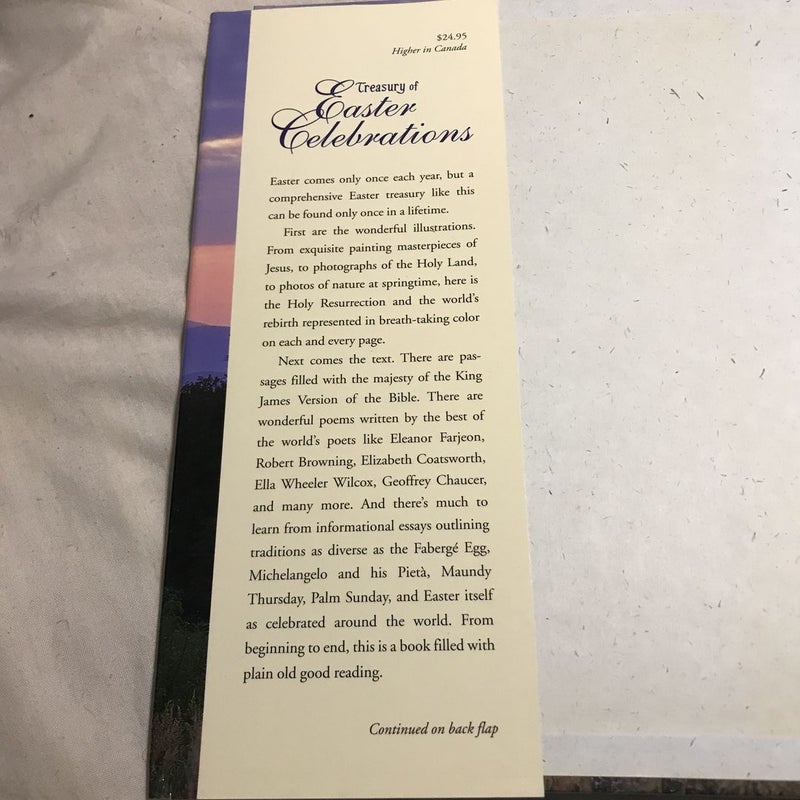 $24.95
Higher in Canada
Treasury of
Easter
Celebrations
Easter comes only once each year, but a
comprehensive Easter treasury like this
can be found only once in a lifetime.
First are the wonderful illustrations.
From exquisite painting masterpieces of
Jesus, to photographs of the Holy Land,
to photos of nature at springtime, here is
the Holy Resurrection and the world's
rebirth represented in breath-taking color
on each and every page.
Next comes the text. There are pas-
sages filled with the majesty of the King
James Version of the Bible. There are
wonderful poems written by the best of
the world's poets like Eleanor Farjeon,
Robert Browning, Elizabeth Coatsworth,
Ella Wheeler Wilcox, Geoffrey Chaucer,
and many more. And there's much to
learn from informational essays outlining
traditions as diverse as the Fabergé Egg,
Michelangelo and his Pietà, Maundy
Thursday, Palm Sunday, and Easter itself
as celebrated around the world. From
beginning to end, this is a book filled with
plain old good reading.
Continued on back flap